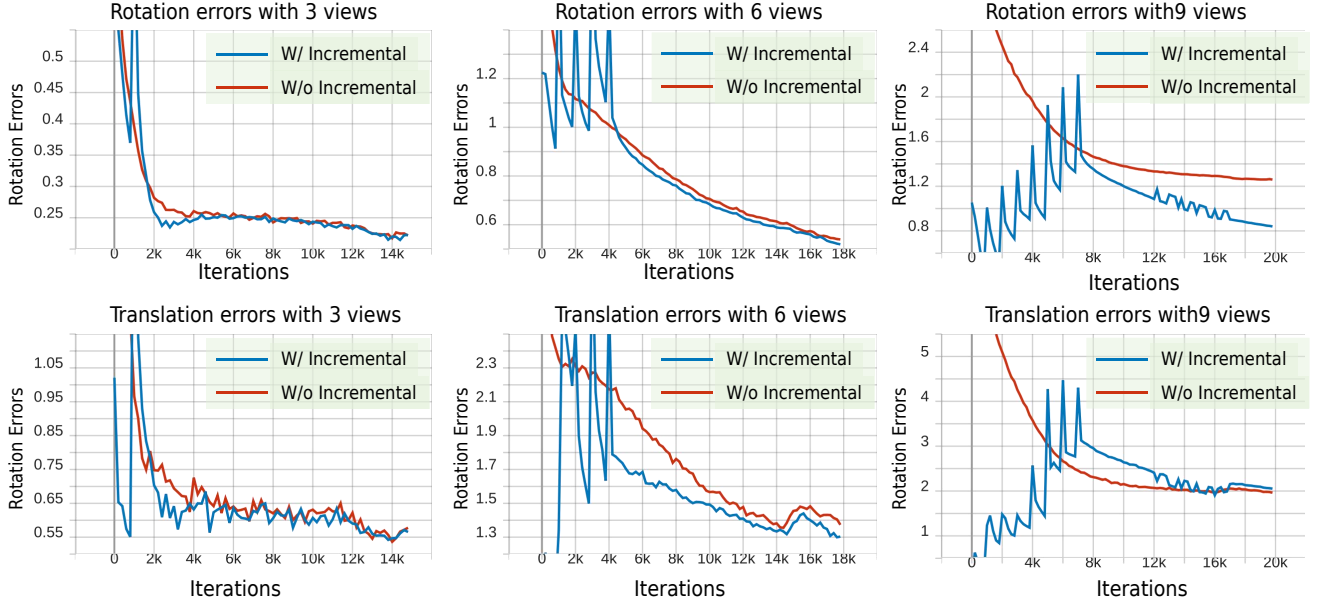 Rotation errors with 3 views
W/ Incremental
W/o Incremental
Rotation Errors
0.5
0.45
0.4
0.35
0.3
0.25
0 2k 4k 6k 8k 10k 12k 14k
Iterations
Rotation errors with 6 views
W/ Incremental
W/o Incremental
Rotation Errors
1.2
1
0.8
0.6
0 2k 4k 6k 8k 10k 12k 14k 16k 18k
Iterations
Rotation errors with9 views
W/ Incremental
W/o Incremental
Rotation Errors
2.4
2
1.6
1.2
0.8
0 4k 8k 12k 16k 20k
Iterations
Translation errors with 3 views
W/ Incremental
W/o Incremental
Rotation Errors
1.05
0.95
0.85
0.75
0.65
0.55
0 2k 4k 6k 8k 10k 12k 14k
Iterations
Translation errors with 6 views
W/ Incremental
W/o Incremental
Rotation Errors
2.3
2.1
1.9
1.7
1.5
1.3
0 2k 4k 6k 8k 10k 12k 14k 16k 18k
Iterations
Translation errors with9 views
W/ Incremental
W/o Incremental
Rotation Errors
5
4
3
2
1
0 4k 8k 12k 16k 20k
Iterations